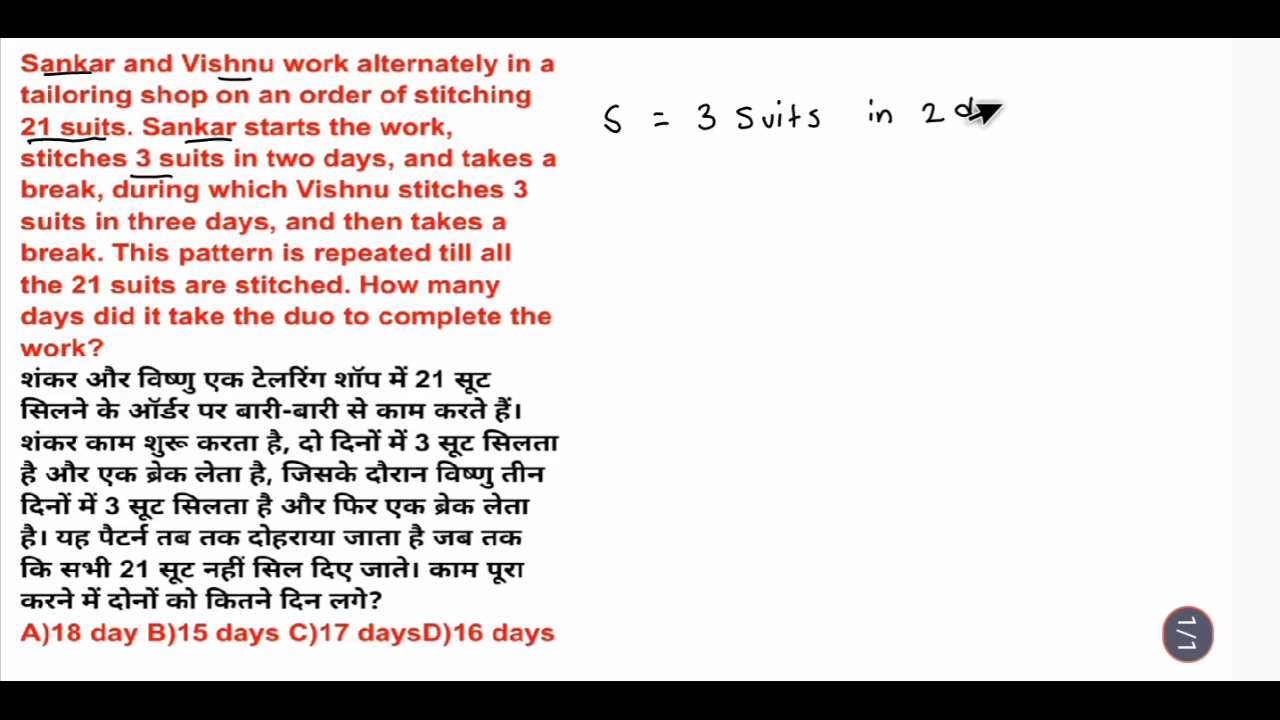 Sankar and Vishnu work alternately in a
tailoring shop on an order of stitching
21 suits. Sankar starts the work,
stitches 3 suits in two days, and takes a
break, during which Vishnu stitches 3
suits in three days, and then takes a
break. This pattern is repeated till all
the 21 suits are stitched. How many
days did it take the duo to complete the
work?
शंकर और विष्णु एक टेलरिंग शॉप में 21 सूट
सिलने के ऑर्डर पर बारी-बारी से काम करते हैं।
शंकर काम शुरू करता है, दो दिनों में 3 सूट सिलता
है और एक ब्रेक लेता है, जिसके दौरान विष्णु तीन
दिनों में 3 सूट सिलता है और फिर एक ब्रेक लेता
है। यह पैटर्न तब तक दोहराया जाता है जब तक
कि सभी 21 सूट नहीं सिल दिए जाते। काम पूरा
करने में दोनों को कितने दिन लगे?
A)18 day B)15 days C)17 daysD)16 days
S = 3 Suits in 2 d
1/1